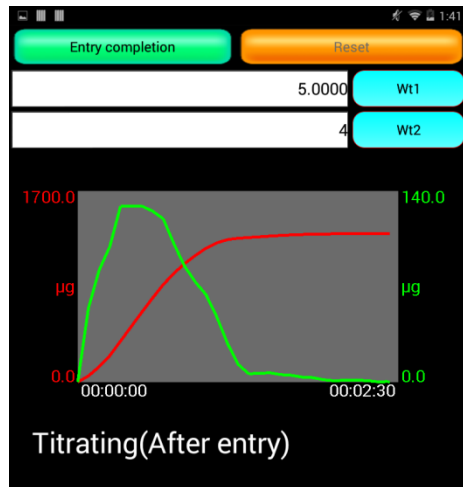 1:41
Entry completion Reset
5.0000 Wt1
4 Wt2
1700.0 140.0
µg µg
0.0 0.0
00:00:00 00:02:30
Titrating(After entry)